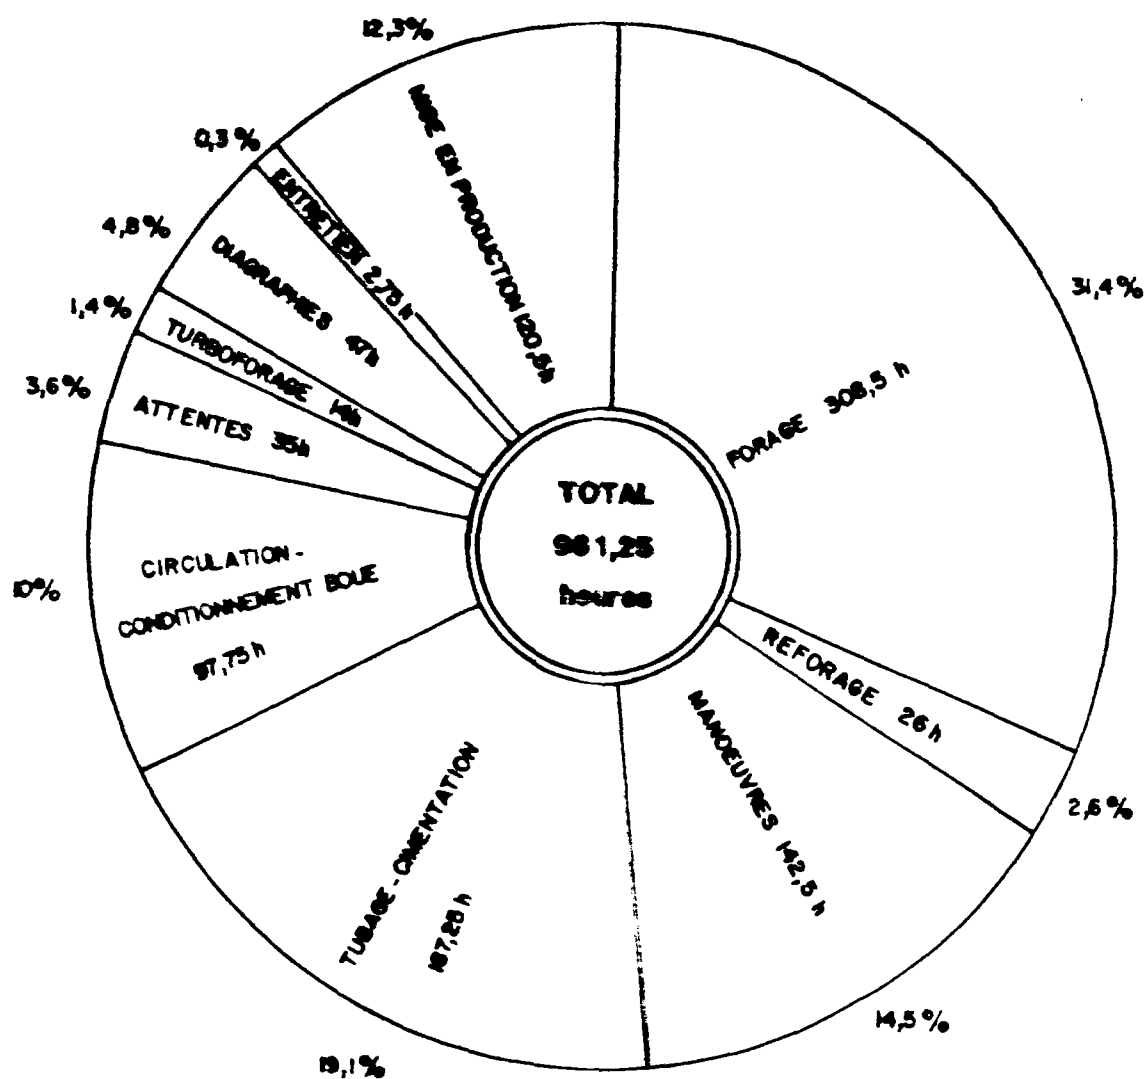 12,3%
MISE EN PRODUCTION 120,5h
0,3%
ENTRETIEN 2,75 h
4,8%
DIAGRAPHIES 47h
1,4%
TURBOFORAGE 14h
3,6%
ATTENTES 35h
31,4%
FORAGE 308,5 h
TOTAL
981,25
heures
10%
CIRCULATION -
CONDITIONNEMENT BOUE
97,75 h
REFORAGE 26 h
2,6%
MANOEUVRES 142,5 h
14,5%
TUBAGE - CIMENTATION
187,25 h
19,1%